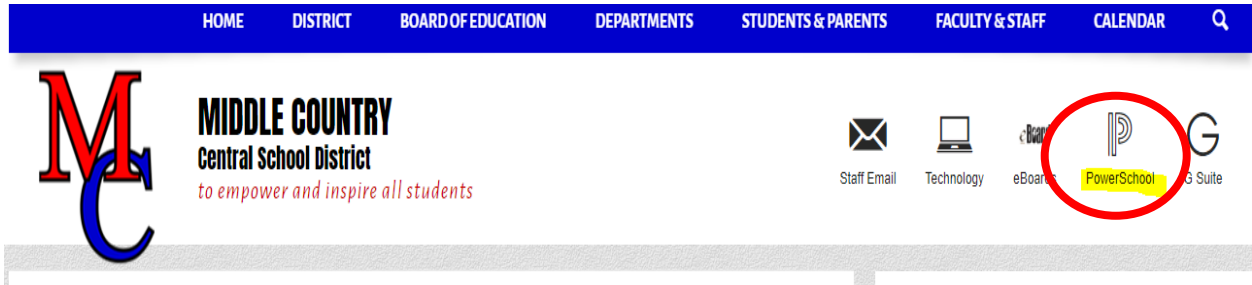 HOME DISTRICT BOARD OF EDUCATION DEPARTMENTS STUDENTS & PARENTS FACULTY & STAFF CALENDAR
MC
MIDDLE COUNTRY
Central School District
to empower and inspire all students
Staff Email Technology eBoards PowerSchool G Suite